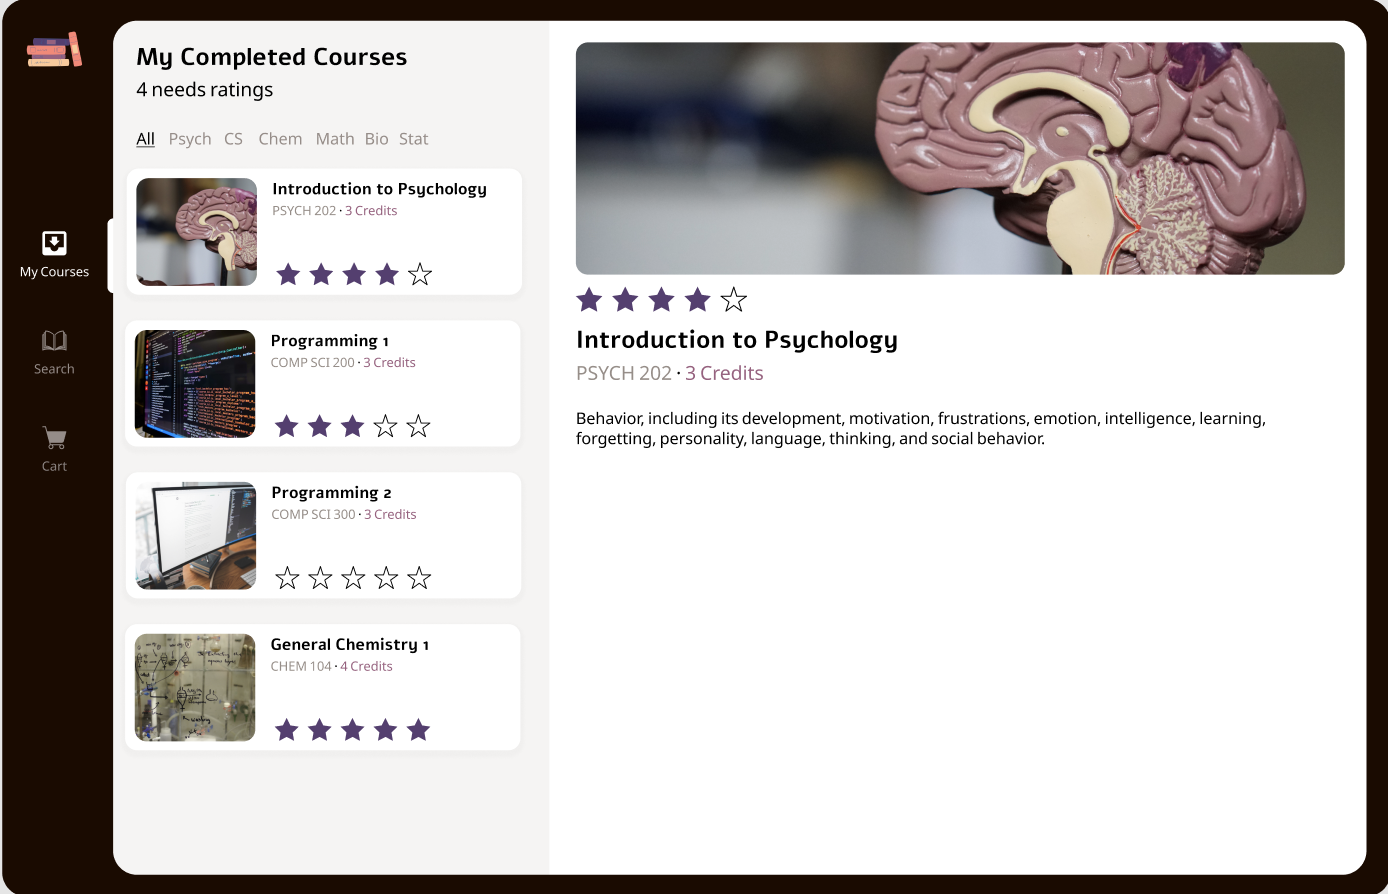 My Completed Courses
4 needs ratings
All Psych CS Chem Math Bio Stat
Introduction to Psychology
PSYCH 202 · 3 Credits
Programming 1
COMP SCI 200 · 3 Credits
Programming 2
COMP SCI 300 · 3 Credits
General Chemistry 1
CHEM 104 · 4 Credits
My Courses
Search
Cart
Introduction to Psychology
PSYCH 202 · 3 Credits
Behavior, including its development, motivation, frustrations, emotion, intelligence, learning,
forgetting, personality, language, thinking, and social behavior.